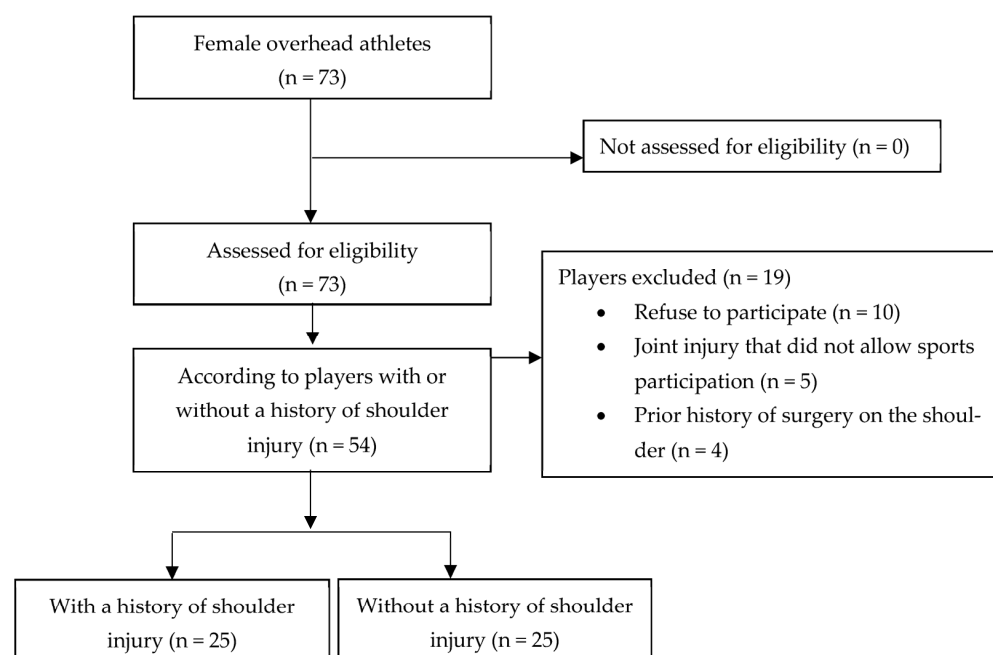 Female overhead athletes
(n = 73)
Not assessed for eligibility (n = 0)
Assessed for eligibility
(n = 73)
Players excluded (n = 19)
• Refuse to participate (n = 10)
• Joint injury that did not allow sports
participation (n = 5)
• Prior history of surgery on the shoul-
der (n = 4)
According to players with or
without a history of shoulder
injury (n = 54)
With a history of shoulder
injury (n = 25)
Without a history of shoulder
injury (n = 25)